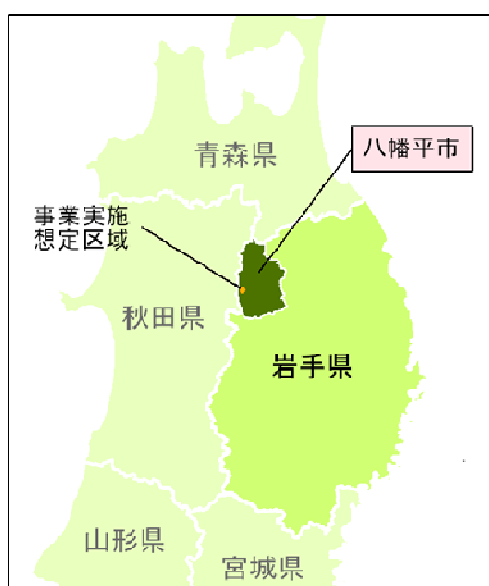 青森県
八幡平市
事業実施
想定区域
秋田県
岩手県
山形県
宮城県